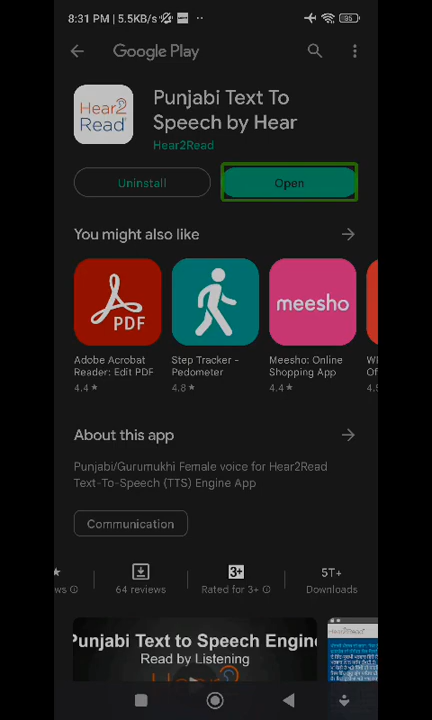 8:31 PM | 5.5KB/s
95
Google Play
Hear2
Read
Punjabi Text To
Speech by Hear
Hear2Read
Uninstall
Open
You might also like
PDF
meesho
Adobe Acrobat
Reader: Edit PDF
4.4★
Step Tracker -
Pedometer
4.8★
Meesho: Online
Shopping App
4.4★
About this app
Punjabi/Gurumukhi Female voice for Hear2Read
Text-To-Speech (TTS) Engine App
Communication
64 reviews
3+
Rated for 3+
5T+
Downloads
Punjabi Text to Speech Engine
Read by Listening